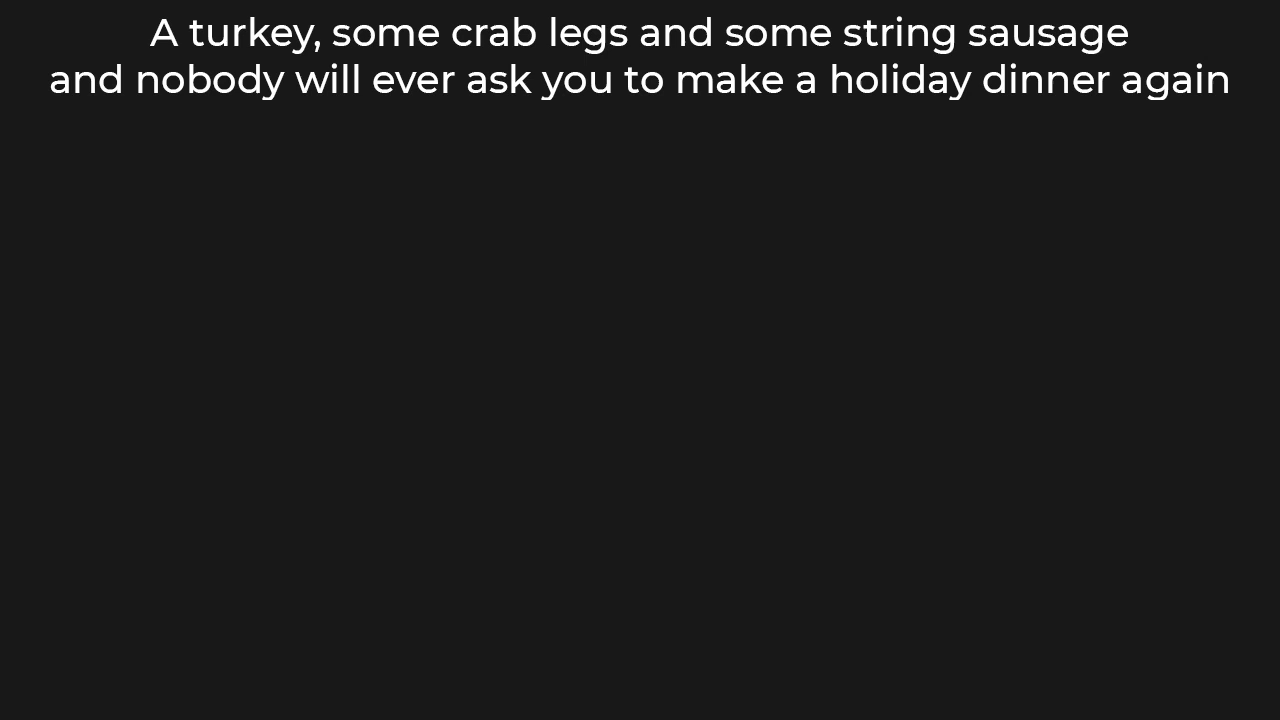 A turkey, some crab legs and some string sausage
and nobody will ever ask you to make a holiday dinner again